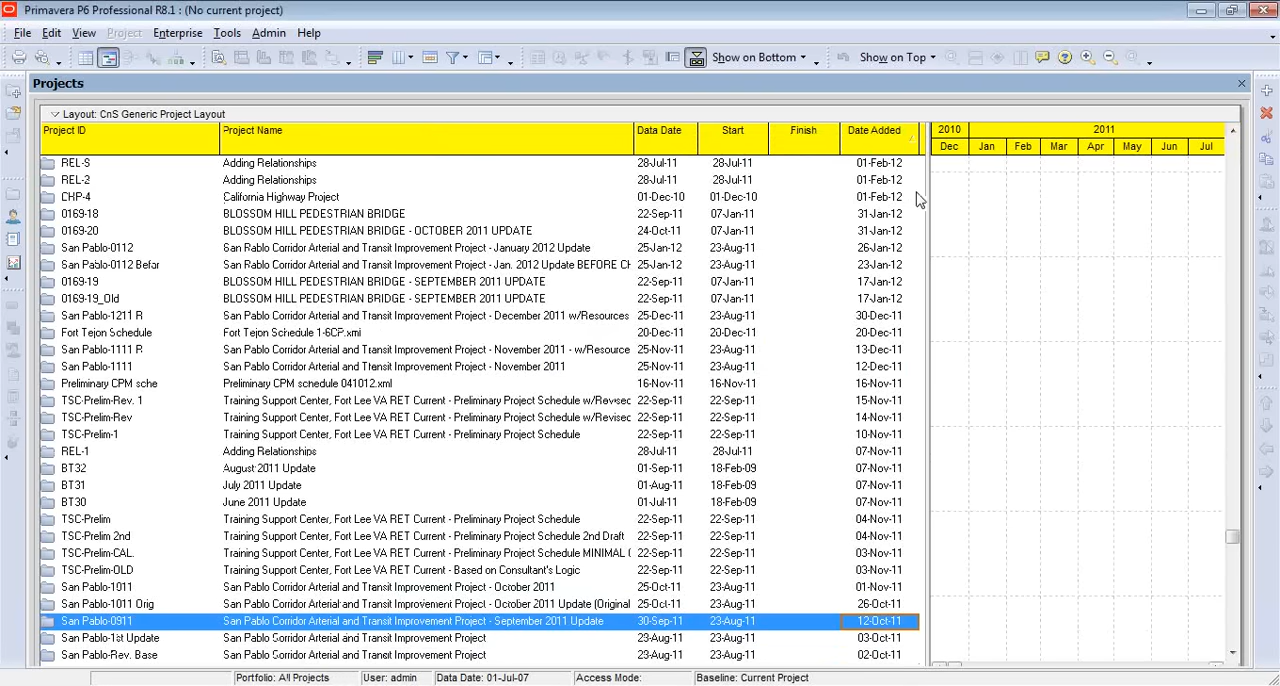 Primavera P6 Professional R8.1 : (No current project)
File Edit View Project Enterprise Tools Admin Help
Show on Bottom Show on Top
Projects
Layout: CnS Generic Project Layout
Project ID Project Name Data Date Start Finish Date Added 2010 2011
Dec Jan Feb Mar Apr May Jun Jul
REL-S Adding Relationships 28-Jul-11 28-Jul-11 01-Feb-12
REL-2 Adding Relationships 28-Jul-11 28-Jul-11 01-Feb-12
CHP-4 California Highway Project 01-Dec-10 01-Dec-10 01-Feb-12
0169-18 BLOSSOM HILL PEDESTRIAN BRIDGE 22-Sep-11 07-Jan-11 31-Jan-12
0169-20 BLOSSOM HILL PEDESTRIAN BRIDGE - OCTOBER 2011 UPDATE 24-Oct-11 07-Jan-11 31-Jan-12
San Pablo-0112 San Rablo Corridor Arterial and Transit Improvement Project - January 2012 Update 25-Jan-12 23-Aug-11 26-Jan-12
San Pablo-0112 Befor San Rablo Corridor Arterial and Transit Improvement Project - Jan. 2012 Update BEFORE CH 25-Jan-12 23-Aug-11 23-Jan-12
0169-19 BLOSSOM HILL PEDESTRIAN BRIDGE - SEPTEMBER 2011 UPDATE 22-Sep-11 07-Jan-11 17-Jan-12
0169-19_Old BLOSSOM HILL PEDESTRIAN BRIDGE - SEPTEMBER 2011 UPDATE 22-Sep-11 07-Jan-11 17-Jan-12
San Pablo-1211 R San Pablo Corridor Arterial and Transit Improvement Project - December 2011 w/Resources 25-Dec-11 23-Aug-11 30-Dec-11
Fort Tejon Schedule Fort Tejon Schedule 1-6CP.xml 20-Dec-11 20-Dec-11 20-Dec-11
San Pablo-1111 R San Pablo Corridor Arterial and Transit Improvement Project - November 2011 - w/Resource 25-Nov-11 23-Aug-11 13-Dec-11
San Pablo-1111 San Pablo Corridor Arterial and Transit Improvement Project - November 2011 25-Nov-11 23-Aug-11 12-Dec-11
Preliminary CPM sche Preliminary CPM schedule 041012.xml 16-Nov-11 16-Nov-11 16-Nov-11
TSC-Prelim-Rev. 1 Training Support Center, Fort Lee VA RET Current - Preliminary Project Schedule w/Revised 22-Sep-11 22-Sep-11 15-Nov-11
TSC-Prelim-Rev Training Support Center, Fort Lee VA RET Current - Preliminary Project Schedule w/Revised 22-Sep-11 22-Sep-11 14-Nov-11
TSC-Prelim-1 Training Support Center, Fort Lee VA RET Current - Preliminary Project Schedule 22-Sep-11 22-Sep-11 10-Nov-11
REL-1 Adding Relationships 28-Jul-11 28-Jul-11 07-Nov-11
BT32 August 2011 Update 01-Sep-11 18-Feb-09 07-Nov-11
BT31 July 2011 Update 01-Aug-11 18-Feb-09 07-Nov-11
BT30 June 2011 Update 01-Jul-11 18-Feb-09 07-Nov-11
TSC-Prelim Training Support Center, Fort Lee VA RET Current - Preliminary Project Schedule 22-Sep-11 22-Sep-11 04-Nov-11
TSC-Prelim 2nd Training Support Center, Fort Lee VA RET Current - Preliminary Project Schedule 2nd Draft 22-Sep-11 22-Sep-11 04-Nov-11
TSC-Prelim-CAL. Training Support Center, Fort Lee VA RET Current - Preliminary Project Schedule MINIMAL ( 22-Sep-11 22-Sep-11 03-Nov-11
TSC-Prelim-OLD Training Support Center, Fort Lee VA RET Current - Based on Consultant's Logic 22-Sep-11 22-Sep-11 03-Nov-11
San Pablo-1011 San Pablo Corridor Arterial and Transit Improvement Project - October 2011 25-Oct-11 23-Aug-11 01-Nov-11
San Pablo-1011 Orig San Pablo Corridor Arterial and Transit Improvement Project - October 2011 Update (Original 25-Oct-11 23-Aug-11 26-Oct-11
San Pablo-0911 San Pablo Corridor Arterial and Transit Improvement Project - September 2011 Update 30-Sep-11 23-Aug-11 12-Oct-11
San Pablo-1st Update San Pablo Corridor Arterial and Transit Improvement Project 29-Aug-11 23-Aug-11 03-Oct-11
San Pablo-Rev. Base San Pablo Corridor Arterial and Transit Improvement Project 23-Aug-11 23-Aug-11 02-Oct-11
Portfolio: All Projects User: admin Data Date: 01-Jul-07 Access Mode: Baseline: Current Project